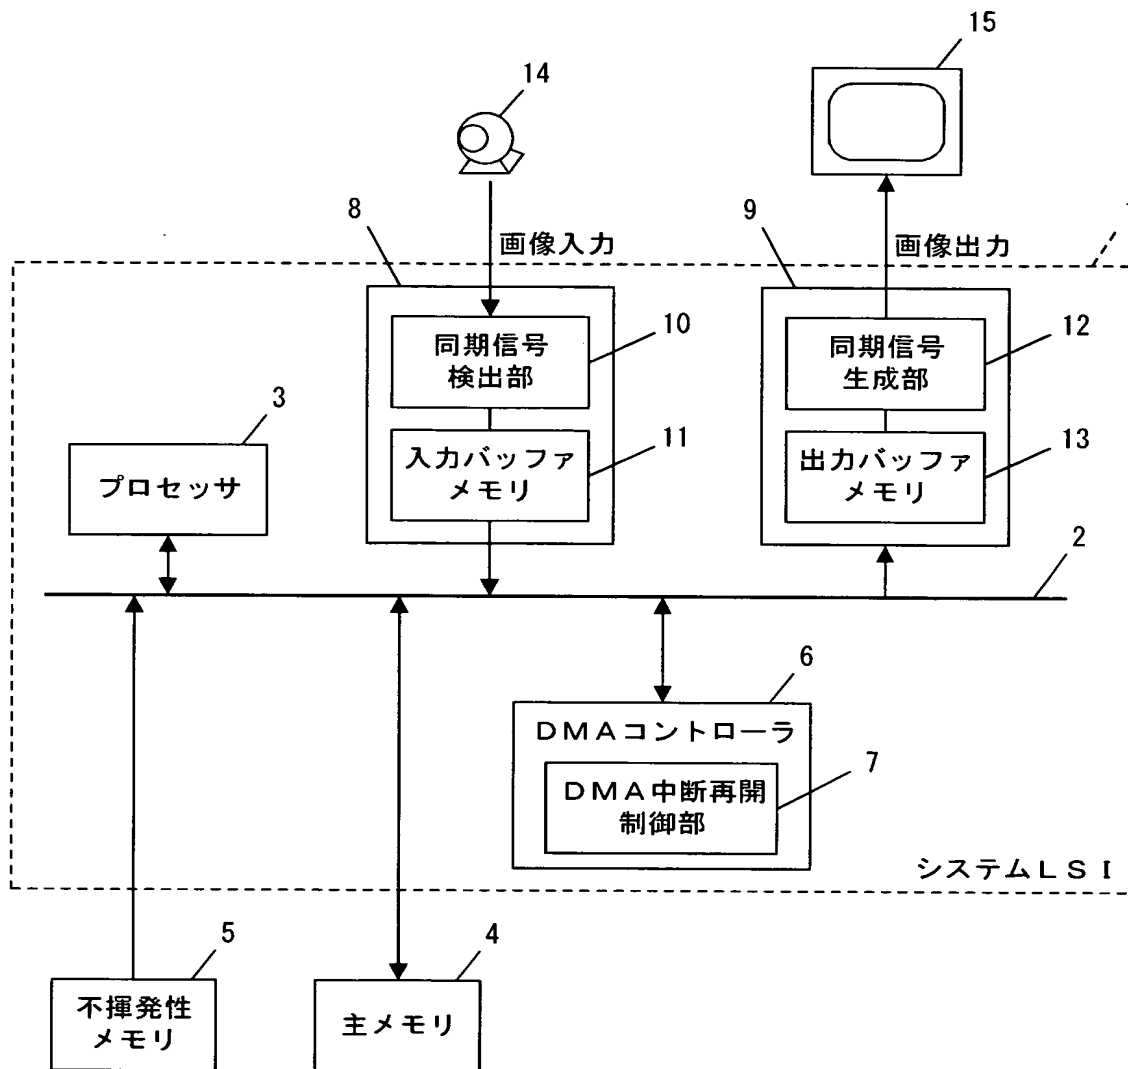 15
14
8
画像入力
9
画像出力
同期信号
検出部
10
同期信号
生成部
12
3
プロセッサ
入力バッファ
メモリ
11
出力バッファ
メモリ
13
2
6
DMAコントローラ
DMA中断再開
制御部
7
システムLSI
5
不揮発性
メモリ
4
主メモリ